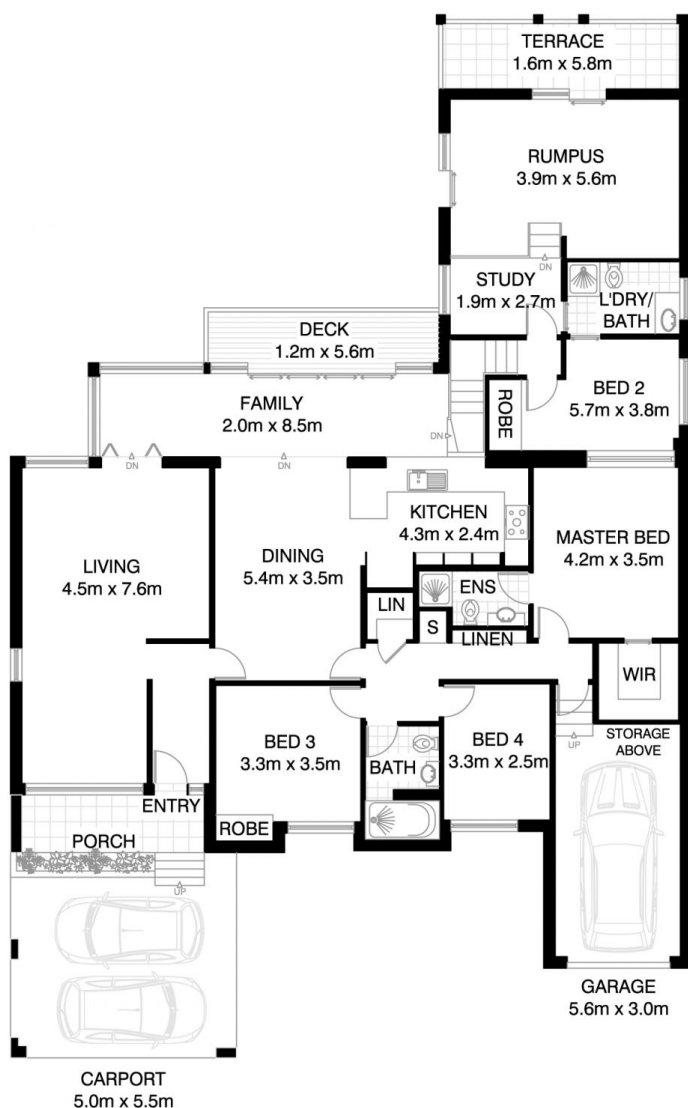 TERRACE
1.6m x 5.8m
RUMPUS
3.9m x 5.6m
DN
STUDY
1.9m x 2.7m
L'DRY/
BATH
DECK
1.2m x 5.6m
BED 2
5.7m x 3.8m
ROBE
FAMILY
2.0m x 8.5m
DN
DN
DN
KITCHEN
4.3m x 2.4m
MASTER BED
4.2m x 3.5m
LIVING
4.5m x 7.6m
DINING
5.4m x 3.5m
ENS
LIN
S
LINEN
WIR
STORAGE
ABOVE
UP
BED 3
3.3m x 3.5m
BED 4
3.3m x 2.5m
BATH
ENTRY
ROBE
PORCH
UP
GARAGE
5.6m x 3.0m
CARPORT
5.0m x 5.5m